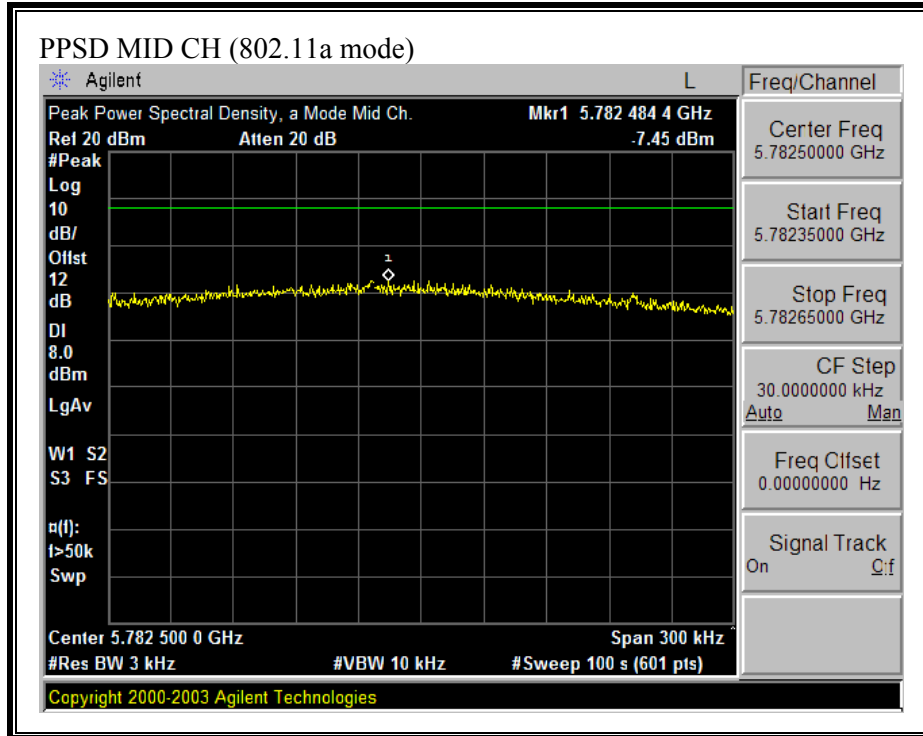 PPSD MID CH (802.11a mode)
Agilent L Freq/Channel
Peak Power Spectral Density, a Mode Mid Ch. Mkr1 5.782 484 4 GHz
Ref 20 dBm Atten 20 dB -7.45 dBm
#Peak
Log
10
dB/
Offst
12
dB
DI
8.0
dBm
LgAv
W1 S2
S3 FS
¤(f):
f>50k
Swp
1
Center 5.782 500 0 GHz Span 300 kHz
#Res BW 3 kHz #VBW 10 kHz #Sweep 100 s (601 pts)
Copyright 2000-2003 Agilent Technologies
Center Freq
5.78250000 GHz
Start Freq
5.78235000 GHz
Stop Freq
5.78265000 GHz
CF Step
30.0000000 kHz
Auto Man
Freq Offset
0.00000000 Hz
Signal Track
On Off